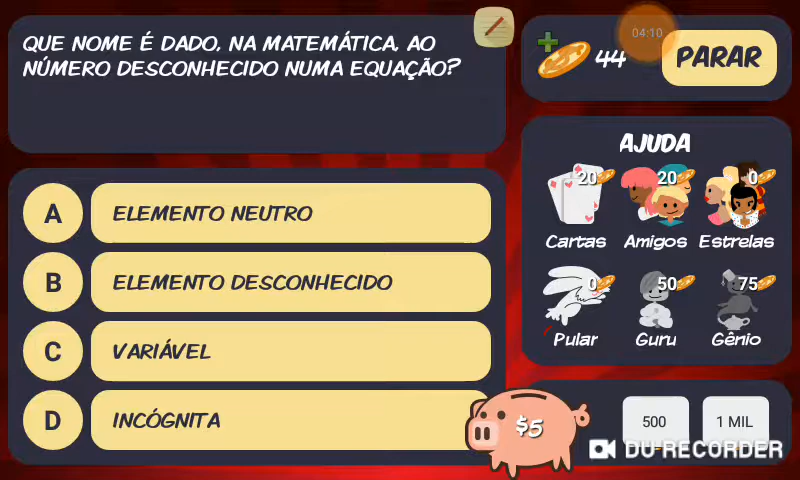 QUE NOME É DADO, NA MATEMÁTICA, AO
NÚMERO DESCONHECIDO NUMA EQUAÇÃO?
44
04:10
PARAR
A
ELEMENTO NEUTRO
B
ELEMENTO DESCONHECIDO
C
VARIÁVEL
D
INCÓGNITA
AJUDA
20
20
0
Cartas
Amigos
Estrelas
0
50
75
Pular
Guru
Gênio
$5
500
1 MIL
DU RECORDER